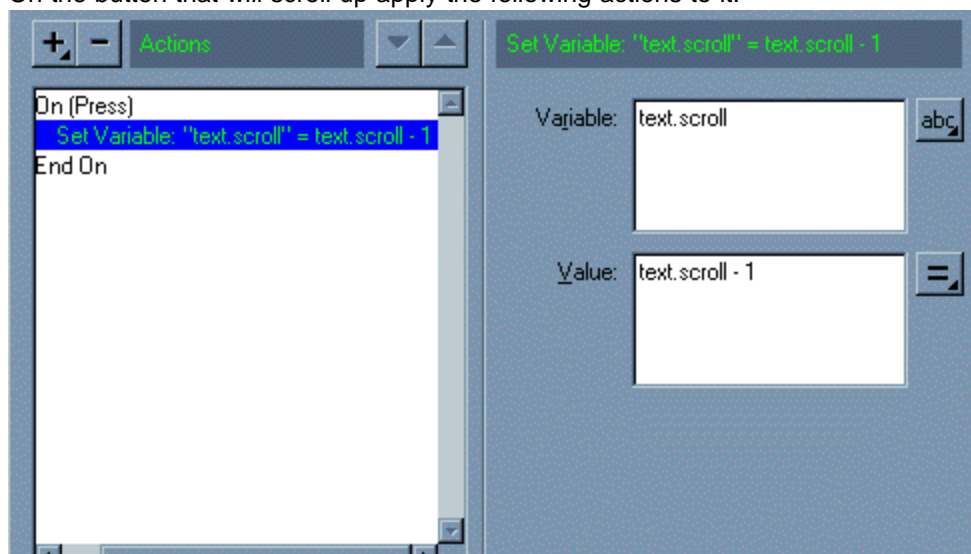 On the button that will scroll up apply the following actions to it:
Actions
Set Variable: "text.scroll" = text.scroll - 1
On (Press)
Set Variable: "text.scroll" = text.scroll - 1
End On
Variable:
text.scroll
abc
Value:
text.scroll - 1
=